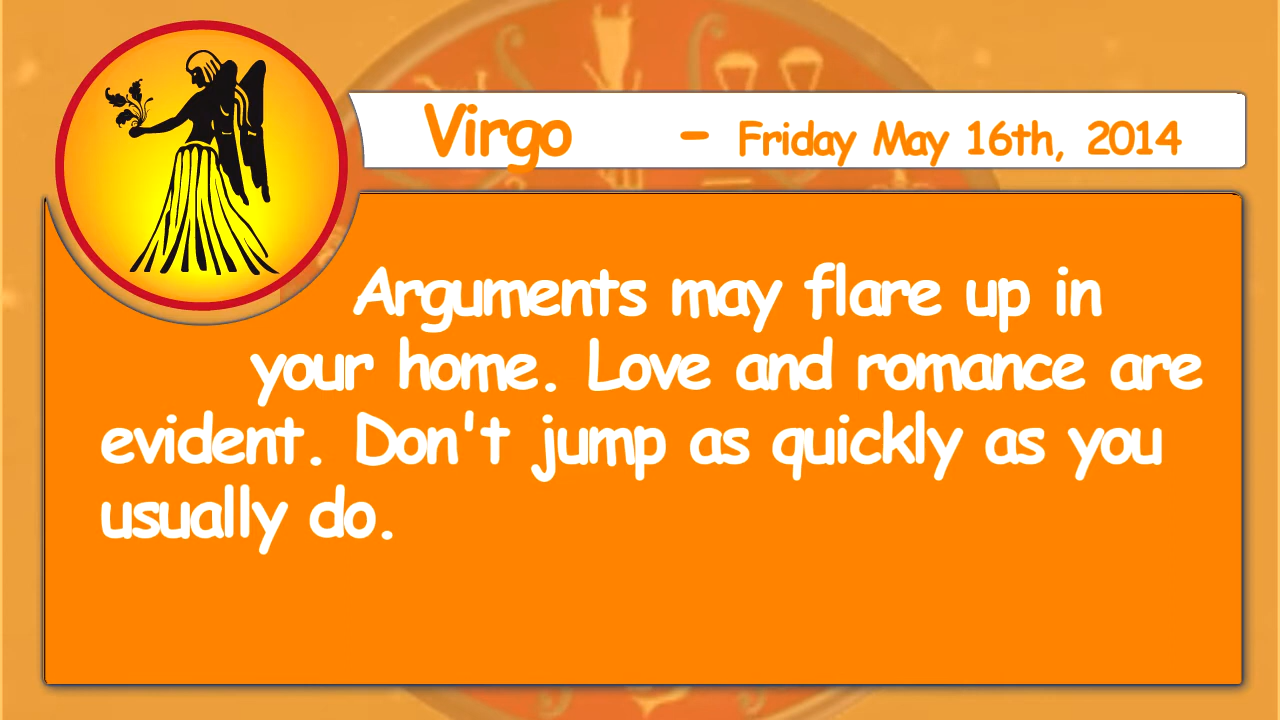 Virgo - Friday May 16th, 2014
Arguments may flare up in
your home. Love and romance are
evident. Don't jump as quickly as you
usually do.